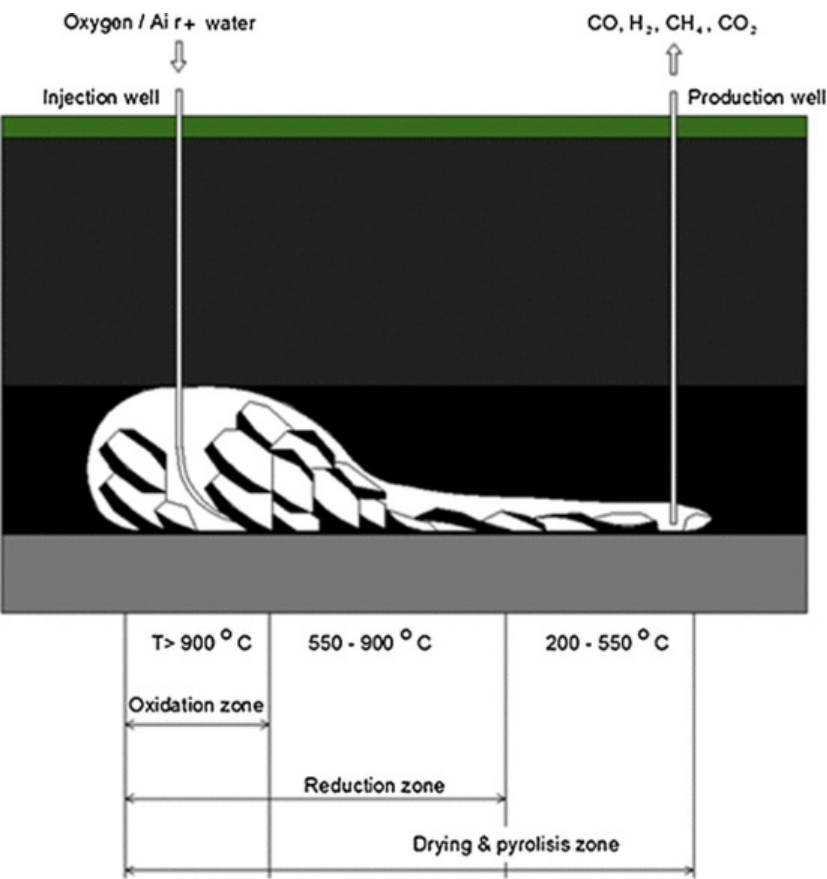 Oxygen / Air + water
CO, H₂, CH₄, CO₂
Injection well
Production well
T> 900 °C
550 - 900 °C
200 - 550 °C
Oxidation zone
Reduction zone
Drying & pyrolisis zone